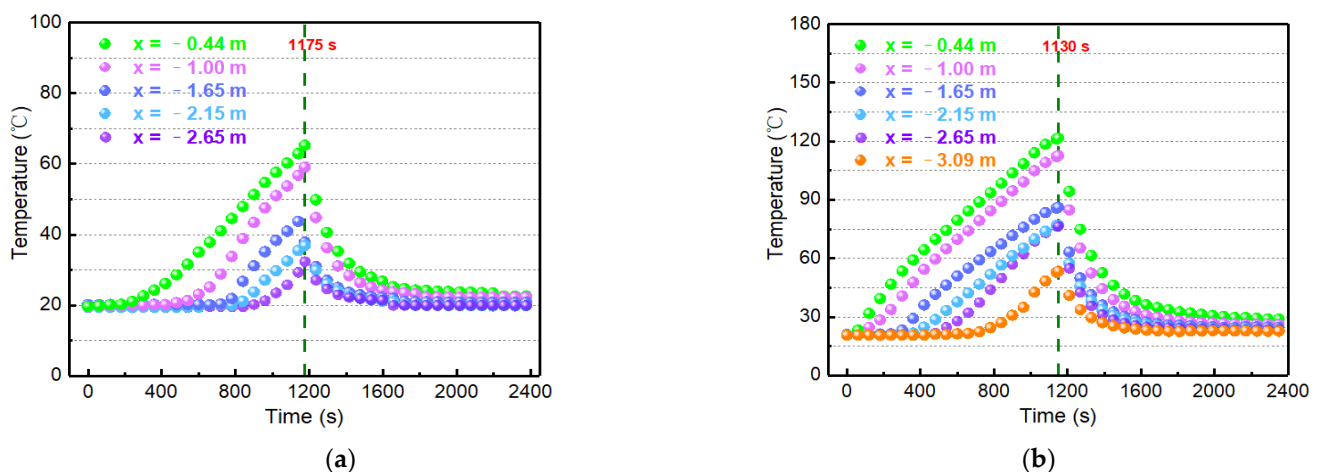 100
80
60
40
20
0
Temperature (℃)
x = －0.44 m
x = －1.00 m
x = －1.65 m
x = －2.15 m
x = －2.65 m
1175 s
0 400 800 1200 1600 2000 2400
Time (s)
(a)
180
150
120
90
60
30
0
Temperature (℃)
x = －0.44 m
x = －1.00 m
x = －1.65 m
x = －2.15 m
x = －2.65 m
x = －3.09 m
1130 s
0 400 800 1200 1600 2000 2400
Time (s)
(b)